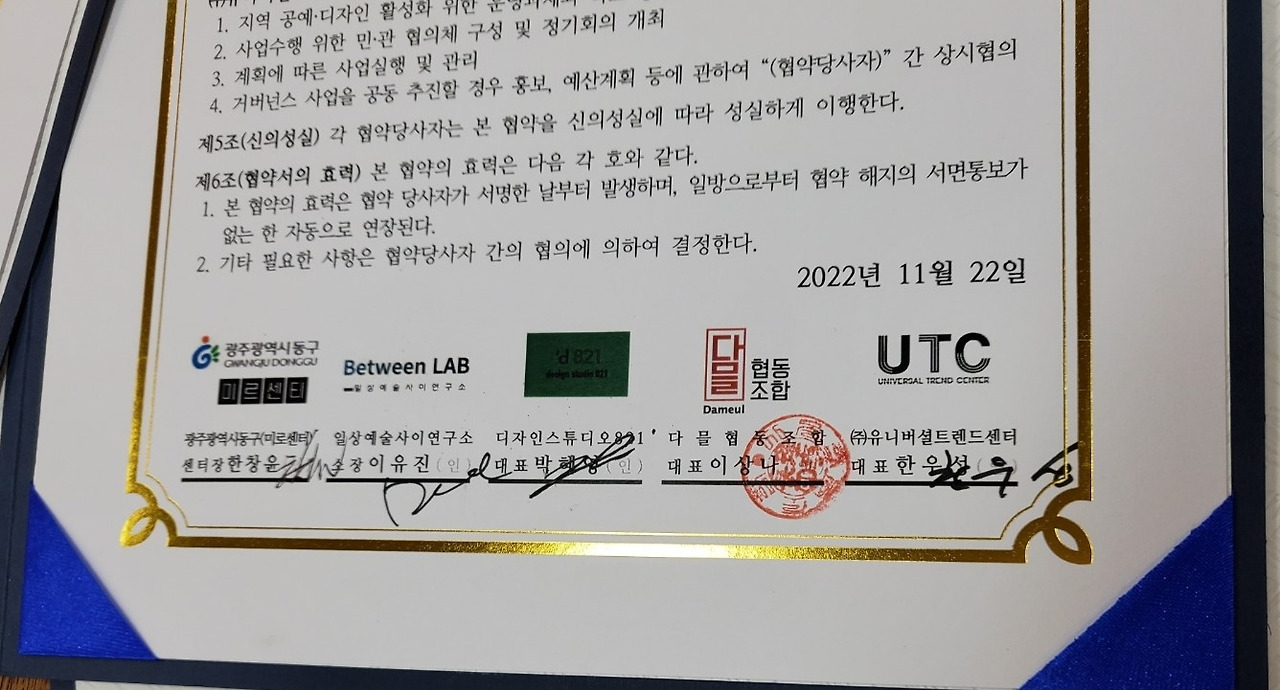 1. 지역 공예·디자인 활성화 위한
2. 사업수행 위한 민·관 협의체 구성 및 정기회의 개최
3. 계획에 따른 사업실행 및 관리
4. 거버넌스 사업을 공동 추진할 경우 홍보, 예산계획 등에 관하여 “(협약당사자)” 간 상시협의
제5조(신의성실) 각 협약당사자는 본 협약을 신의성실에 따라 성실하게 이행한다.
제6조(협약서의 효력) 본 협약의 효력은 다음 각 호와 같다.
1. 본 협약의 효력은 협약 당사자가 서명한 날부터 발생하며, 일방으로부터 협약 해지의 서면통보가
없는 한 자동으로 연장된다.
2. 기타 필요한 사항은 협약당사자 간의 협의에 의하여 결정한다.
2022년 11월 22일
광주광역시 동구
GWANGJU DONGGU
미르센터
Between LAB
일상예술사이연구소
design studio 821
다믈 협동조합
Dameul
UTC
UNIVERSAL TREND CENTER
광주광역시동구(미로센터) 일상예술사이연구소 디자인스튜디오821 다믈협동조합 ㈜유니버셜트렌드센터
센터장 한창윤 소장 이유진 (인) 대표 박해 (인) 대표 이상나 대표 한우섭
한우섭